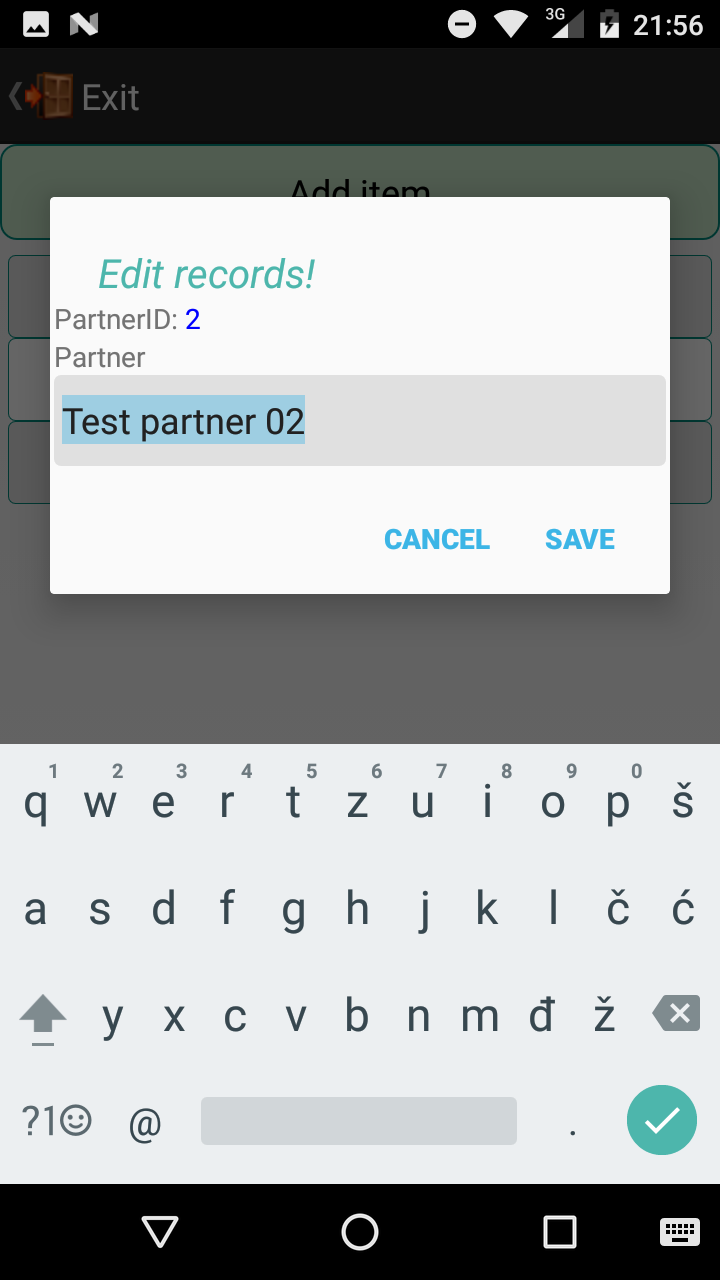 3G 21:56
Exit
Add item
Edit records!
PartnerID: 2
Partner
Test partner 02
CANCEL SAVE
1 2 3 4 5 6 7 8 9 0
q w e r t z u i o p š
a s d f g h j k l č ć
y x c v b n m đ ž
?1☺ @ .